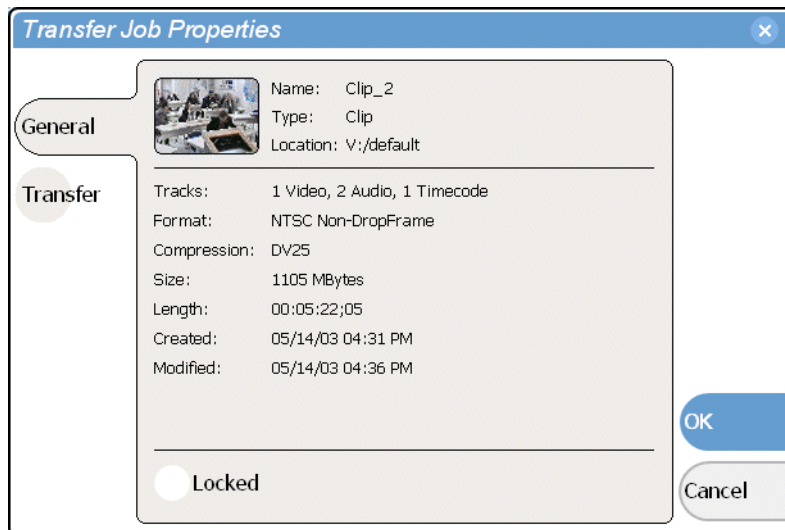 Transfer Job Properties
General
Transfer
Name: Clip_2
Type: Clip
Location: V:/default
Tracks: 1 Video, 2 Audio, 1 Timecode
Format: NTSC Non-DropFrame
Compression: DV25
Size: 1105 MBytes
Length: 00:05:22;05
Created: 05/14/03 04:31 PM
Modified: 05/14/03 04:36 PM
Locked
OK
Cancel